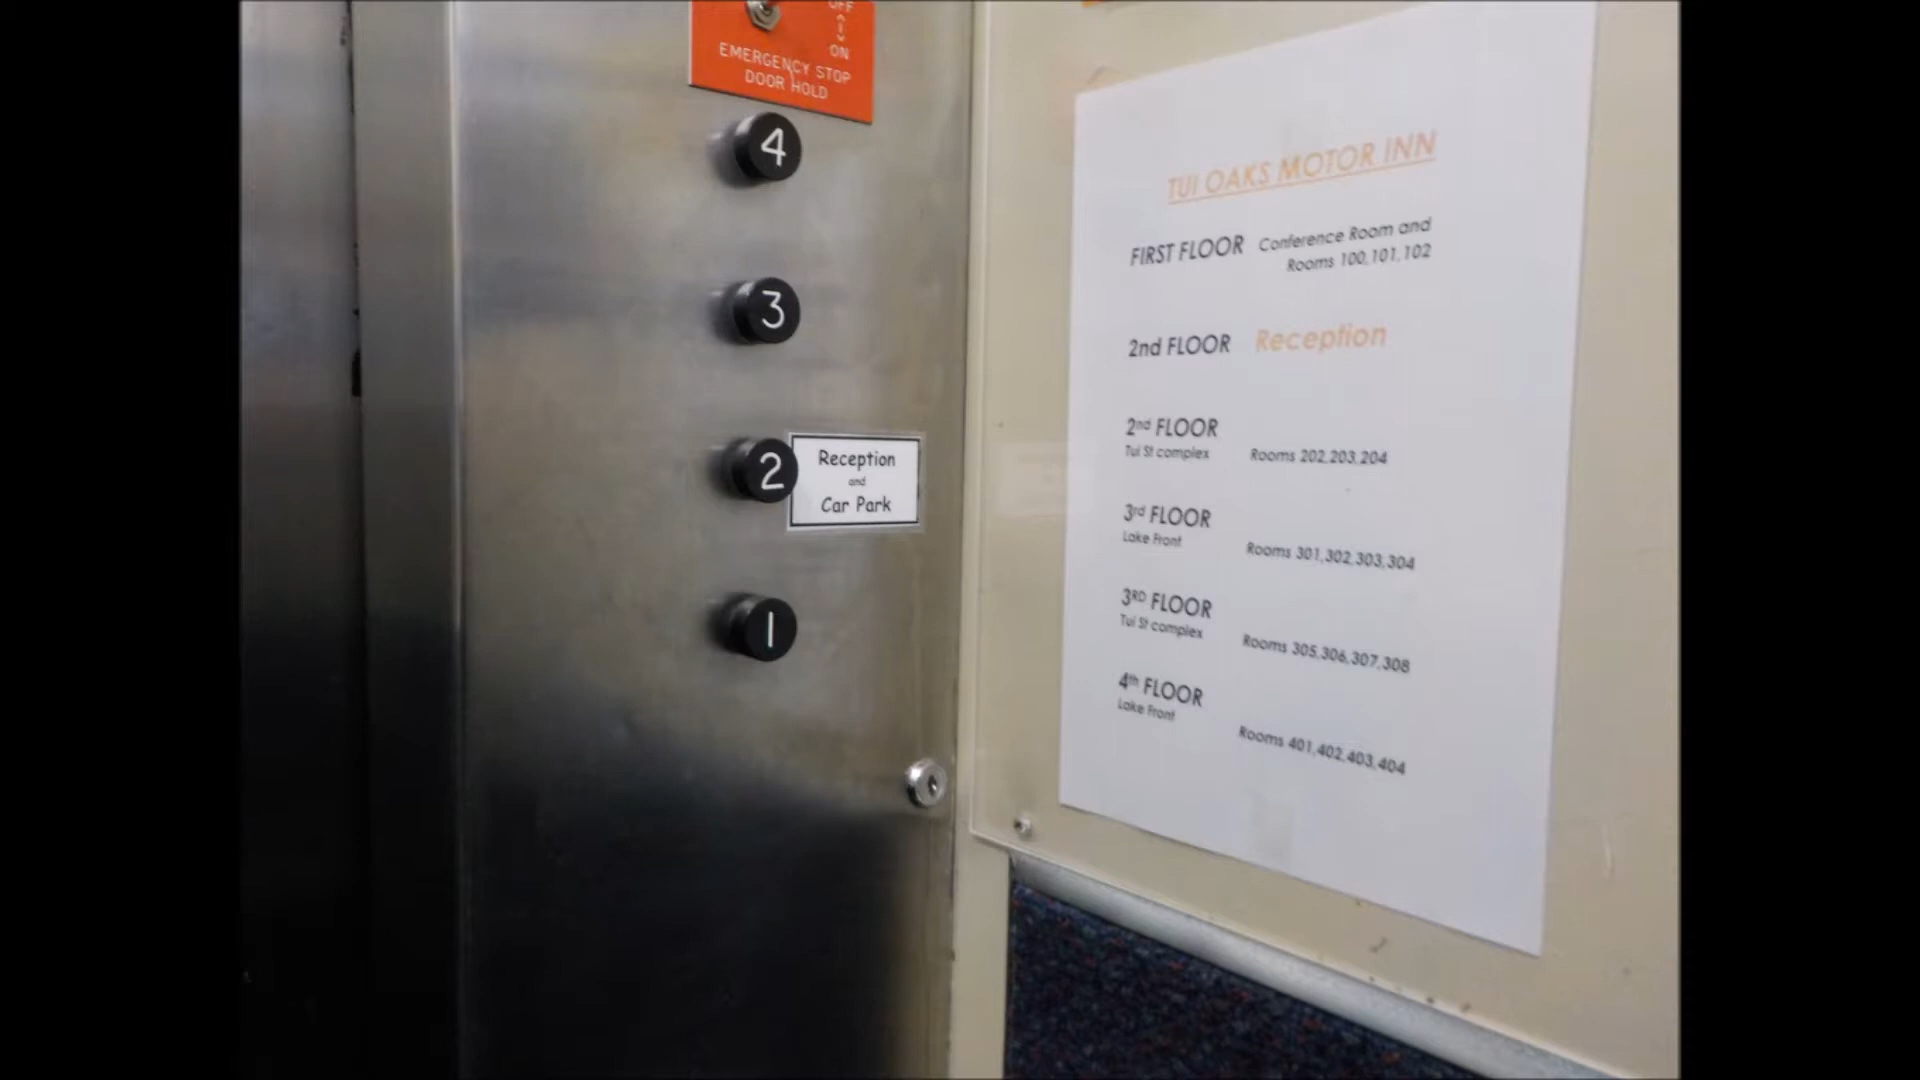 OFF
ON
EMERGENCY STOP
DOOR HOLD
4
3
2
Reception
and
Car Park
1
TUI OAKS MOTOR INN
FIRST FLOOR Conference Room and
Rooms 100,101,102
2nd FLOOR Reception
2nd FLOOR
Tui St complex Rooms 202,203,204
3rd FLOOR
Lake Front Rooms 301,302,303,304
3RD FLOOR
Tui St complex Rooms 305,306,307,308
4th FLOOR
Lake Front
Rooms 401,402,403,404